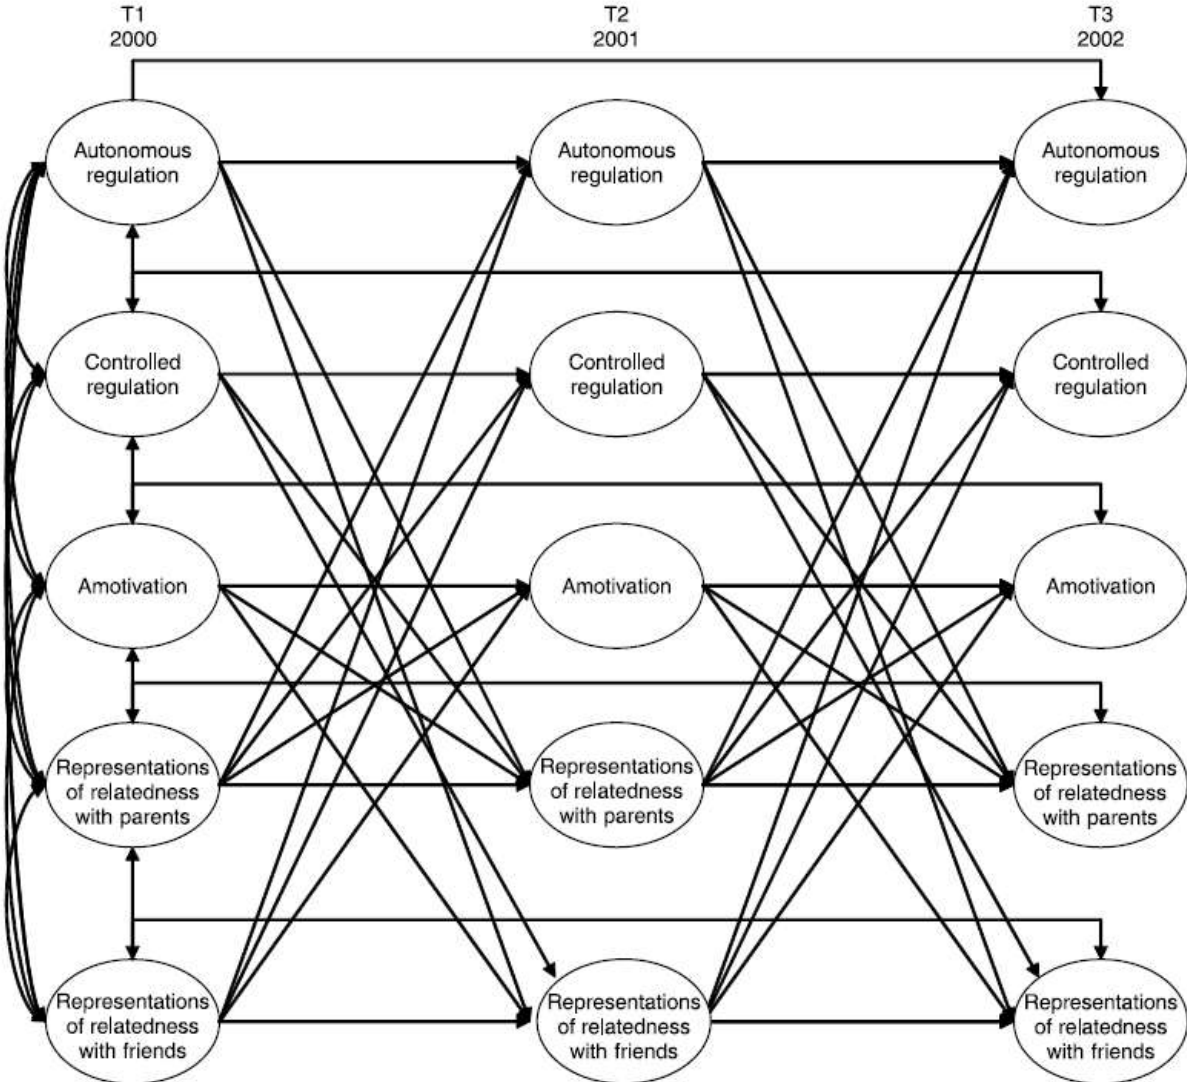 T1
2000
T2
2001
T3
2002
Autonomous
regulation
Autonomous
regulation
Autonomous
regulation
Controlled
regulation
Controlled
regulation
Controlled
regulation
Amotivation
Amotivation
Amotivation
Representations
of relatedness
with parents
Representations
of relatedness
with parents
Representations
of relatedness
with parents
Representations
of relatedness
with friends
Representations
of relatedness
with friends
Representations
of relatedness
with friends